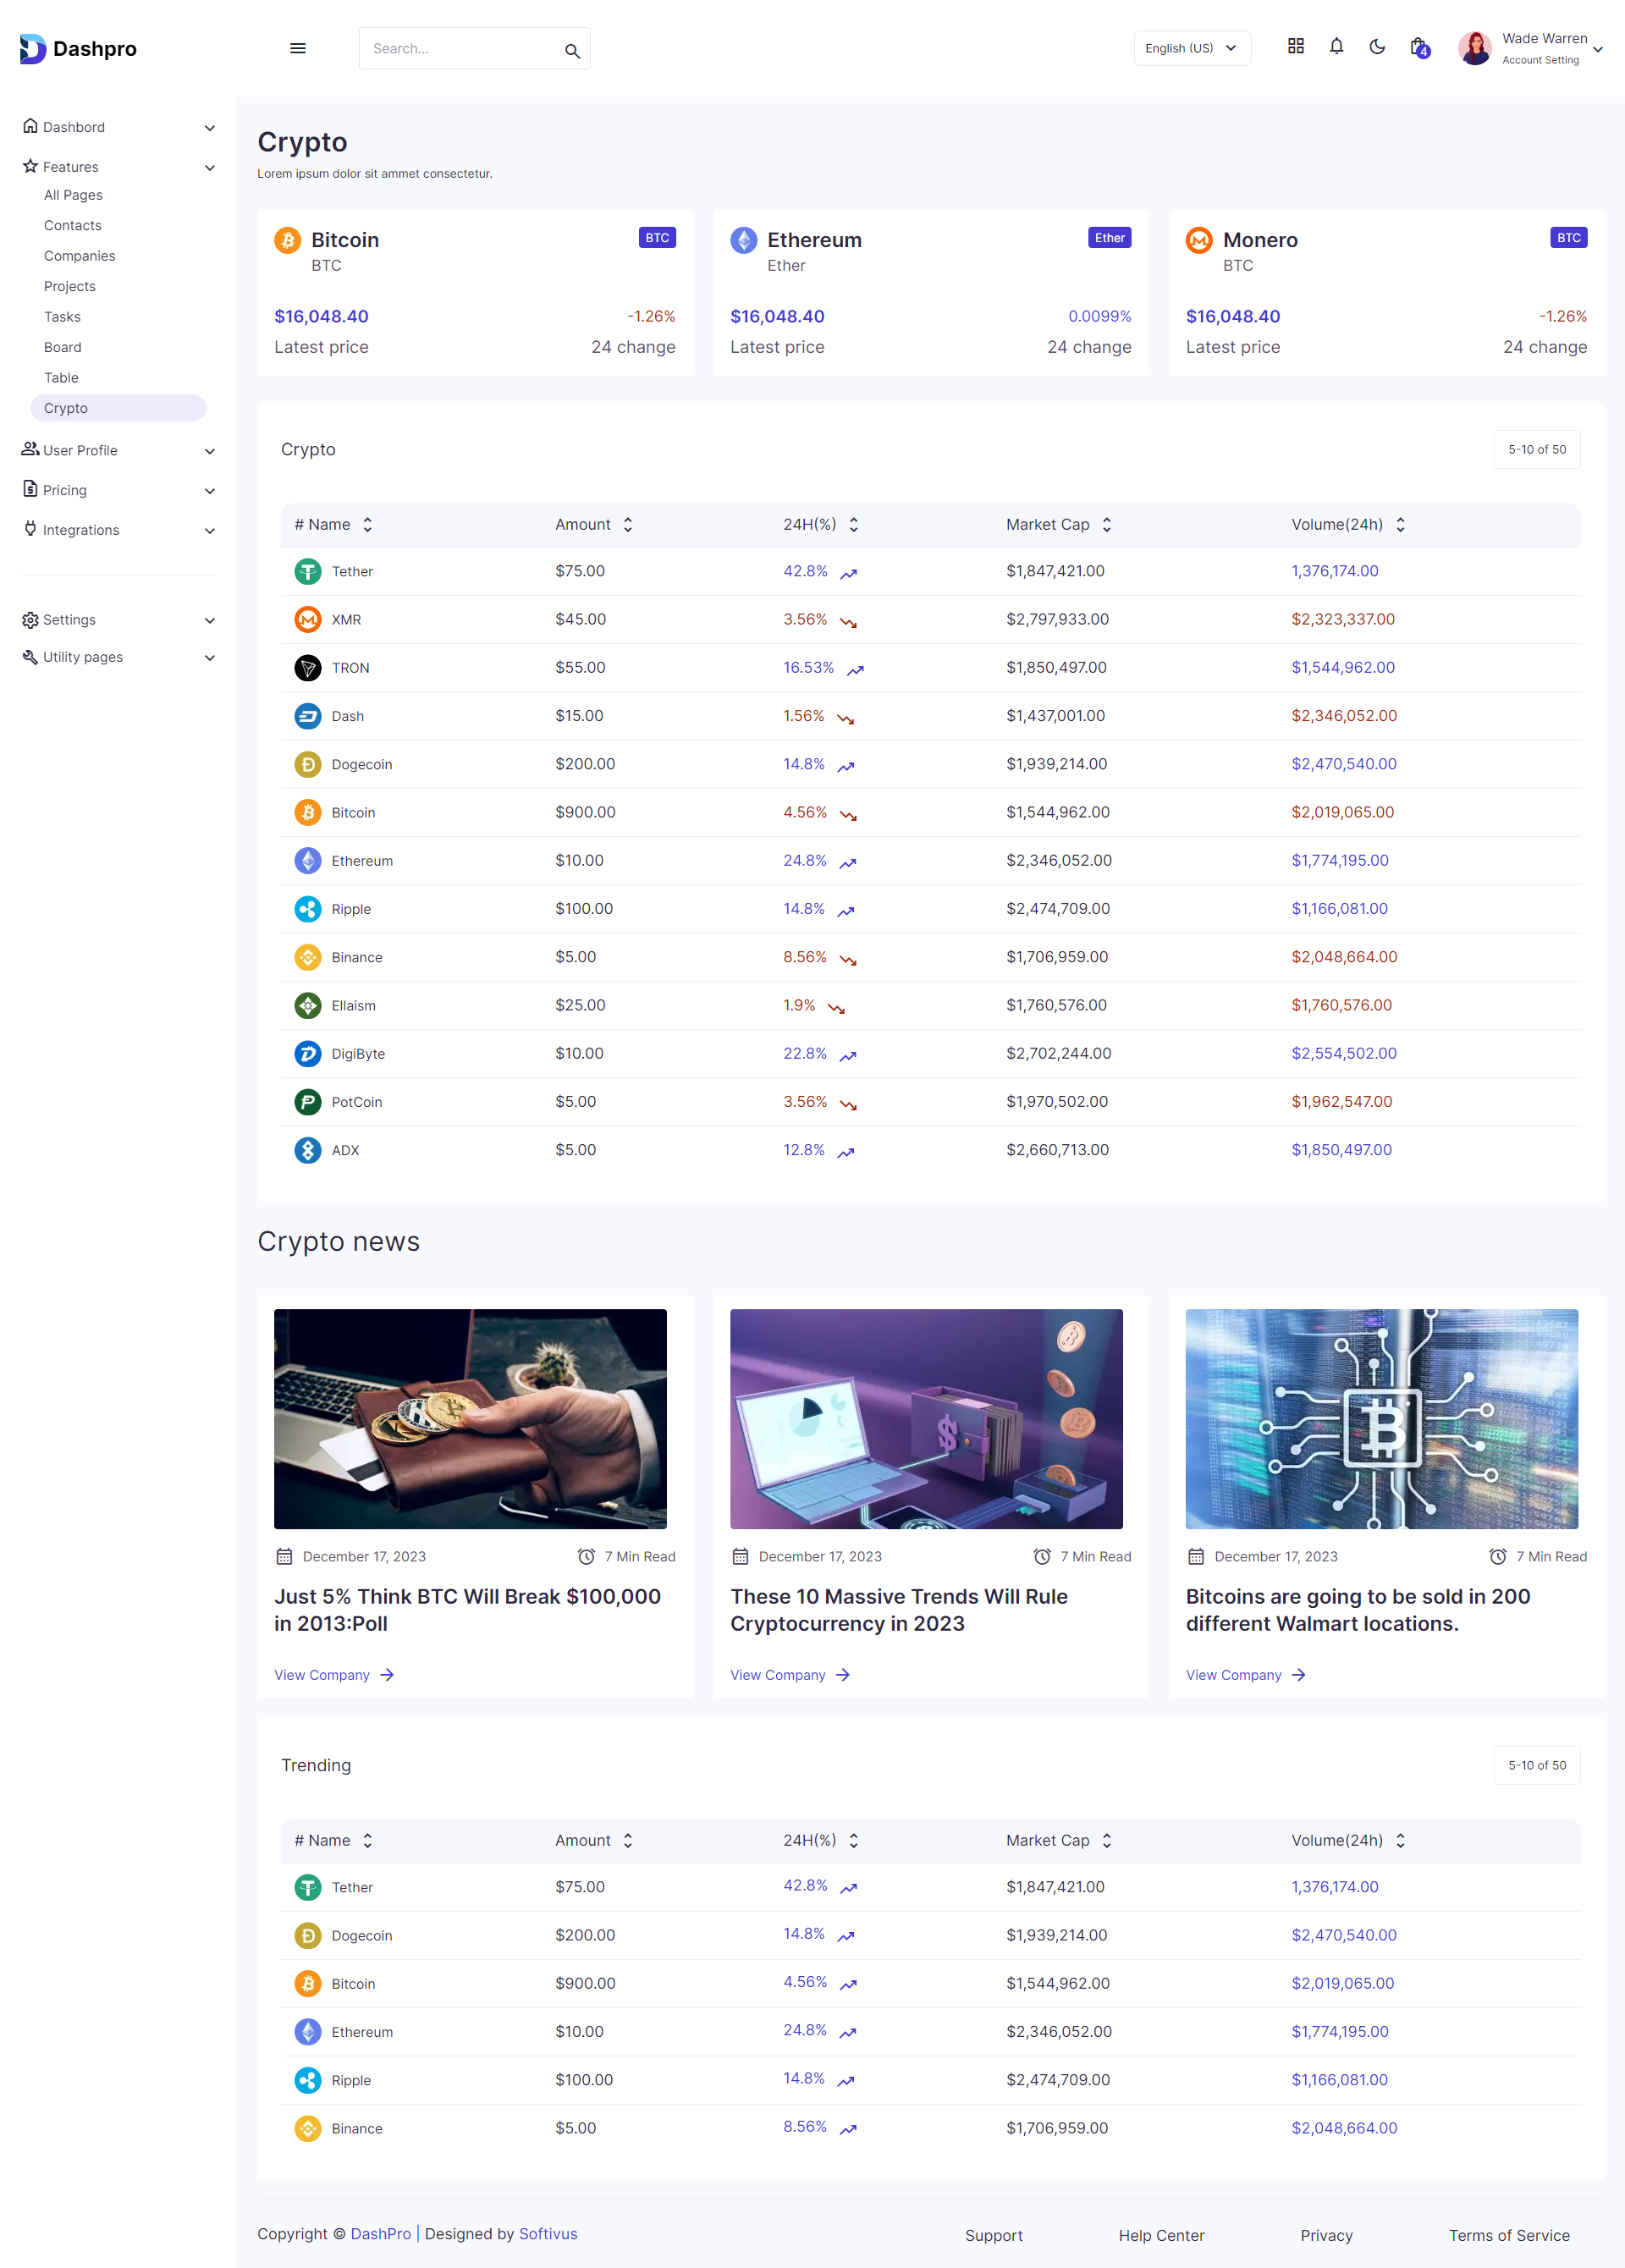 Dashpro
Search...
English (US)
4
Wade Warren
Account Setting
Dashbord
Features
All Pages
Contacts
Companies
Projects
Tasks
Board
Table
Crypto
User Profile
Pricing
Integrations
Settings
Utility pages
Crypto
Lorem ipsum dolor sit ammet consectetur.
Bitcoin BTC
BTC
$16,048.40 -1.26%
Latest price 24 change
Ethereum Ether
Ether
$16,048.40 0.0099%
Latest price 24 change
Monero BTC
BTC
$16,048.40 -1.26%
Latest price 24 change
Crypto 5-10 of 50
# Name Amount 24H(%) Market Cap Volume(24h)
Tether $75.00 42.8% $1,847,421.00 1,376,174.00
XMR $45.00 3.56% $2,797,933.00 $2,323,337.00
TRON $55.00 16.53% $1,850,497.00 $1,544,962.00
Dash $15.00 1.56% $1,437,001.00 $2,346,052.00
Dogecoin $200.00 14.8% $1,939,214.00 $2,470,540.00
Bitcoin $900.00 4.56% $1,544,962.00 $2,019,065.00
Ethereum $10.00 24.8% $2,346,052.00 $1,774,195.00
Ripple $100.00 14.8% $2,474,709.00 $1,166,081.00
Binance $5.00 8.56% $1,706,959.00 $2,048,664.00
Ellaism $25.00 1.9% $1,760,576.00 $1,760,576.00
DigiByte $10.00 22.8% $2,702,244.00 $2,554,502.00
PotCoin $5.00 3.56% $1,970,502.00 $1,962,547.00
ADX $5.00 12.8% $2,660,713.00 $1,850,497.00
Crypto news
December 17, 2023 7 Min Read
Just 5% Think BTC Will Break $100,000
in 2013:Poll
View Company
December 17, 2023 7 Min Read
These 10 Massive Trends Will Rule
Cryptocurrency in 2023
View Company
December 17, 2023 7 Min Read
Bitcoins are going to be sold in 200
different Walmart locations.
View Company
Trending 5-10 of 50
# Name Amount 24H(%) Market Cap Volume(24h)
Tether $75.00 42.8% $1,847,421.00 1,376,174.00
Dogecoin $200.00 14.8% $1,939,214.00 $2,470,540.00
Bitcoin $900.00 4.56% $1,544,962.00 $2,019,065.00
Ethereum $10.00 24.8% $2,346,052.00 $1,774,195.00
Ripple $100.00 14.8% $2,474,709.00 $1,166,081.00
Binance $5.00 8.56% $1,706,959.00 $2,048,664.00
Copyright © DashPro | Designed by Softivus Support Help Center Privacy Terms of Service